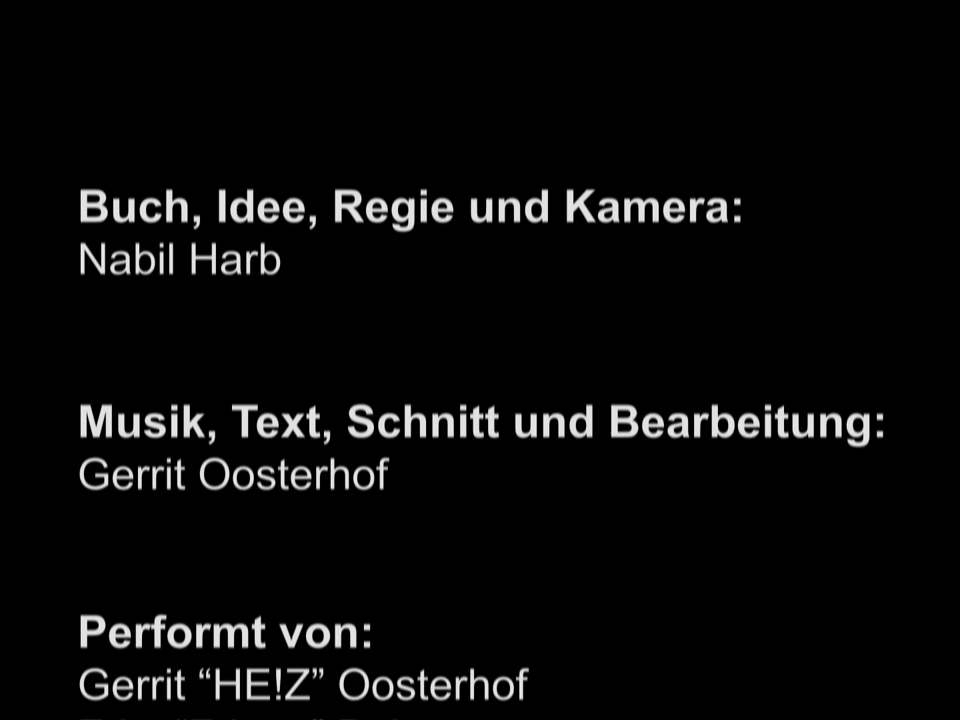 Buch, Idee, Regie und Kamera:
Nabil Harb
Musik, Text, Schnitt und Bearbeitung:
Gerrit Oosterhof
Performt von:
Gerrit “HE!Z” Oosterhof